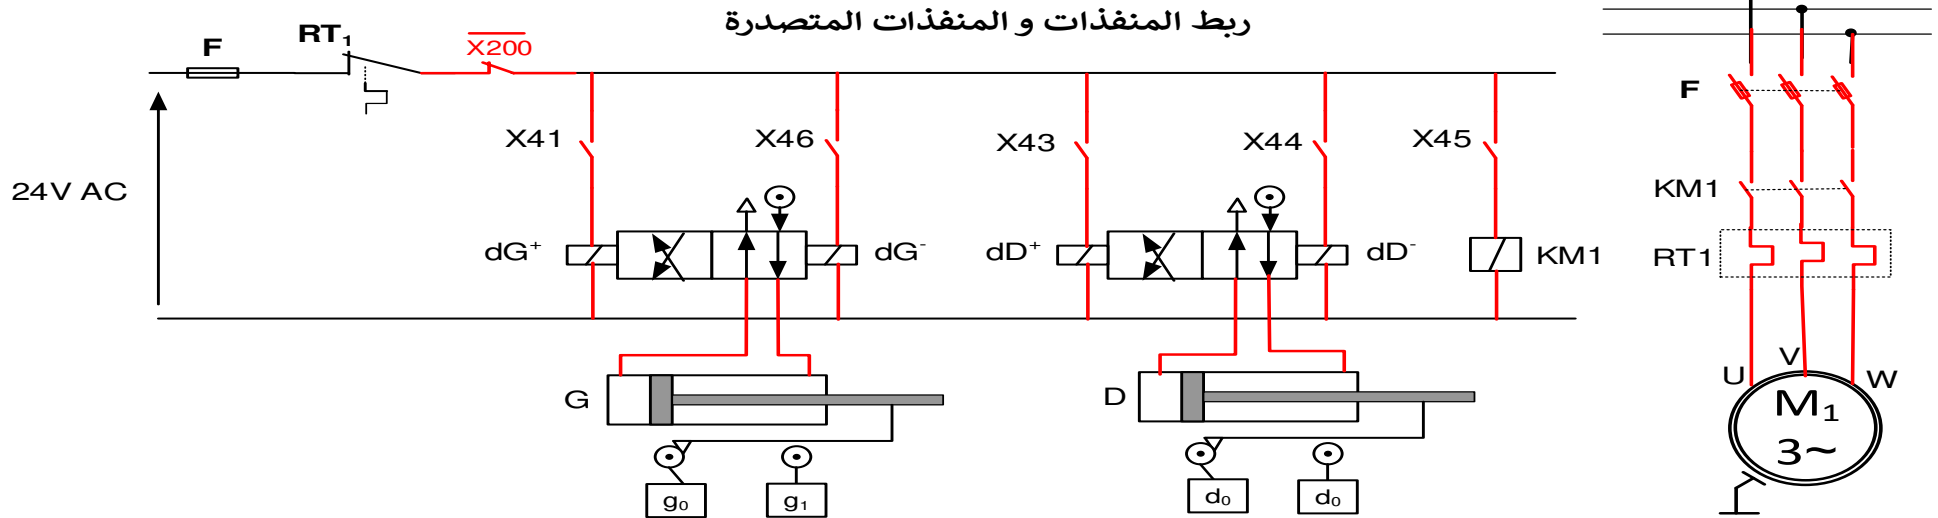 ربط المنفذات و المنفذات المتصدرة
F
RT1
X200
24V AC
X41
X46
X43
X44
X45
dG+
dG-
dD+
dD-
KM1
G
D
g0
g1
d0
d0
F
KM1
RT1
U
V
W
M1
3~